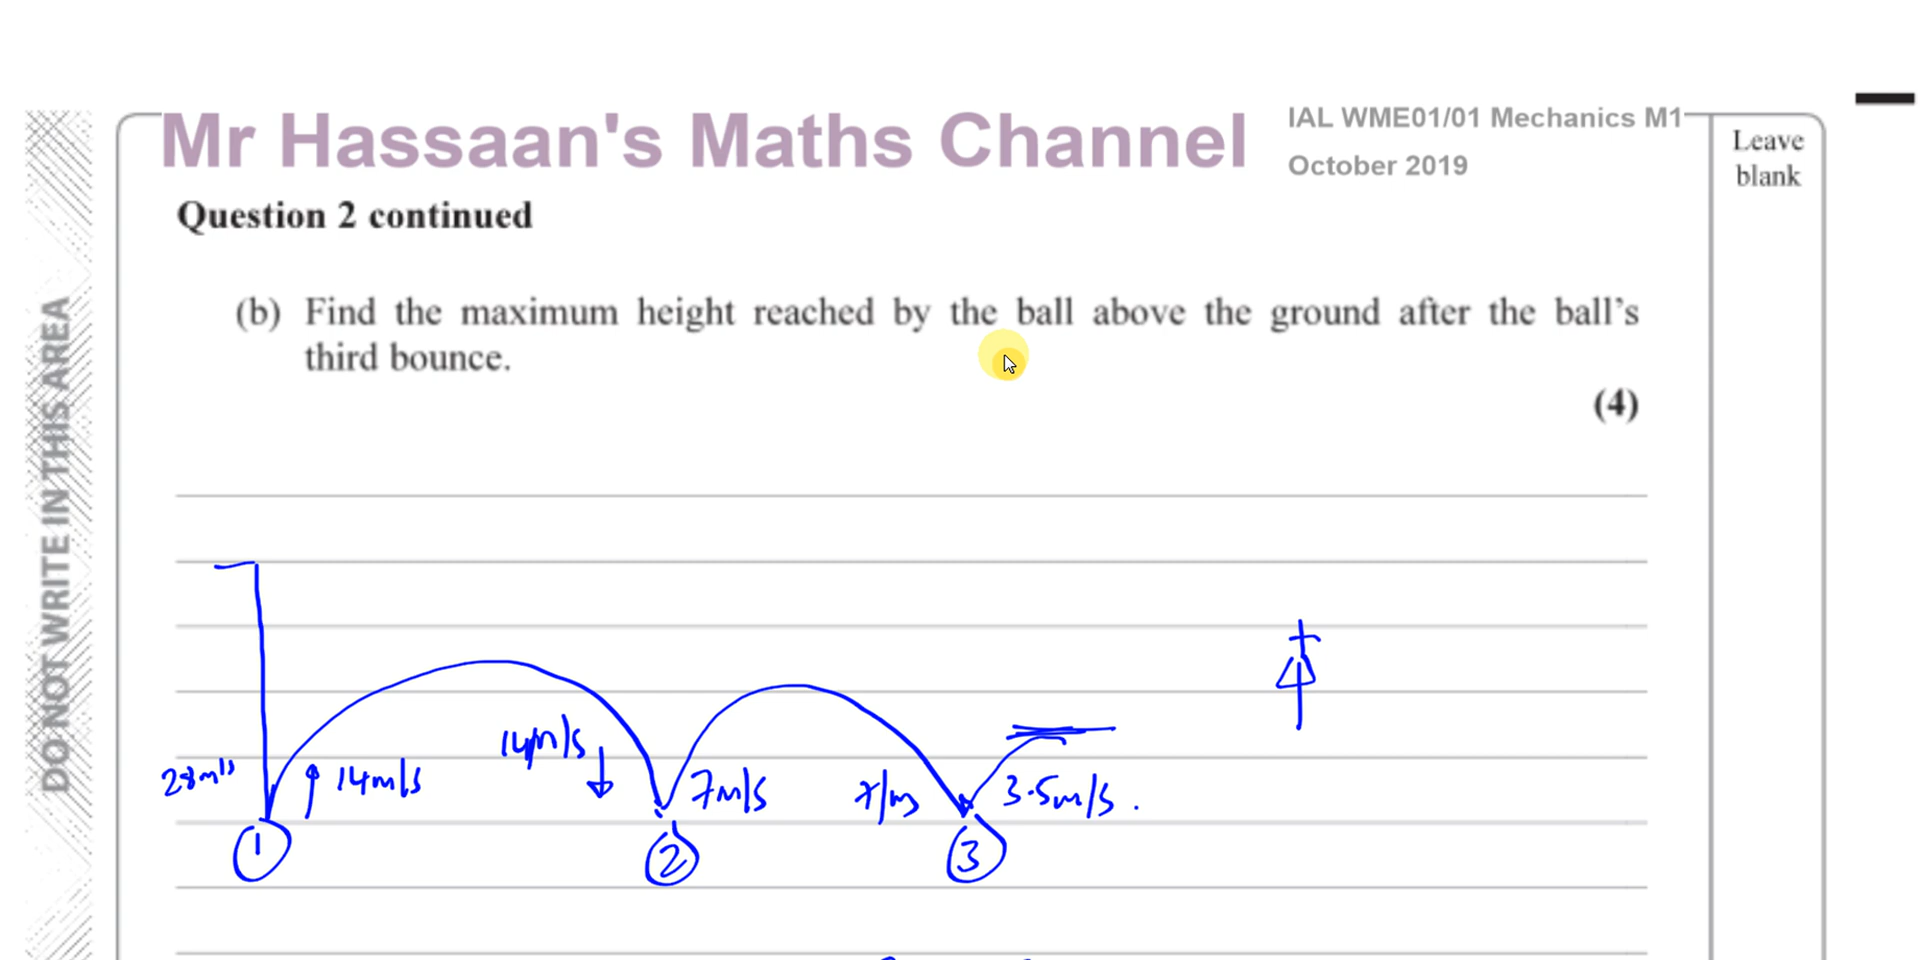 Mr Hassaan's Maths Channel
IAL WME01/01 Mechanics M1
October 2019
Leave
blank
Question 2 continued
(b) Find the maximum height reached by the ball above the ground after the ball's
third bounce.
(4)
DO NOT WRITE IN THIS AREA
+
28m/s
14m/s
14m/s
7m/s
3.5m/s.
1
2
3